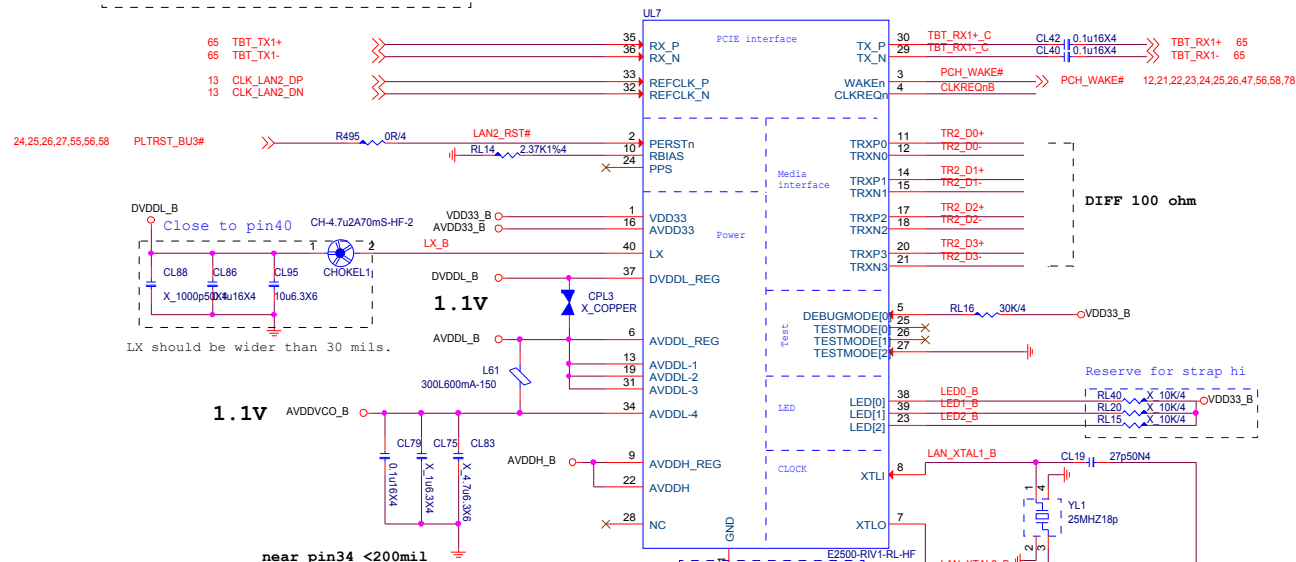 UL7
PCIE interface
65 TBT_TX1+
35 RX_P
TX_P 30 TBT_RX1+_C CL42 0.1u16X4 TBT_RX1+ 65
65 TBT_TX1-
36 RX_N
TX_N 29 TBT_RX1-_C CL40 0.1u16X4 TBT_RX1- 65
13 CLK_LAN2_DP
33 REFCLK_P
WAKEn 3 PCH_WAKE# PCH_WAKE# 12,21,22,23,24,25,26,47,56,58,78
13 CLK_LAN2_DN
32 REFCLK_N
CLKREQn 4 CLKREQnB
24,25,26,27,55,56,58 PLTRST_BU3# R495 0R/4 LAN2_RST# 2 PERSTn
RL14 2.37K1%4 10 RBIAS
24 PPS
Media
interface
TRXP0 11 TR2_D0+
TRXN0 12 TR2_D0-
TRXP1 14 TR2_D1+
TRXN1 15 TR2_D1-
TRXP2 17 TR2_D2+
TRXN2 18 TR2_D2-
TRXP3 20 TR2_D3+
TRXN3 21 TR2_D3-
DIFF 100 ohm
DVDDL_B
Close to pin40
CH-4.7u2A70mS-HF-2
1 2 LX_B 40 LX
CHOKEL1
CL88 CL86 CL95
X_1000p50X4 0.1u16X4 10u6.3X6
LX should be wider than 30 mils.
VDD33_B 1 VDD33
AVDD33_B 16 AVDD33
Power
DVDDL_B 37 DVDDL_REG
1.1V
CPL3
X_COPPER
AVDDL_B 6 AVDDL_REG
13 AVDDL-1
19 AVDDL-2
31 AVDDL-3
L61
300L600mA-150
1.1V AVDDVCO_B 34 AVDDL-4
CL79 CL75 CL83
0.1u16X4 X_1u6.3X4 X_4.7u6.3X6
near pin34 <200mil
AVDDH_B 9 AVDDH_REG
22 AVDDH
28 NC
GND
Test
DEBUGMODE[0] 5 RL16 30K/4 VDD33_B
TESTMODE[0] 25
TESTMODE[1] 26
TESTMODE[2] 27
Reserve for strap hi
LED
LED[0] 38 LED0_B RL40 X_10K/4 VDD33_B
LED[1] 39 LED1_B RL20 X_10K/4
LED[2] 23 LED2_B RL15 X_10K/4
CLOCK
XTLI 8 LAN_XTAL1_B CL19 27p50N4
1 4
YL1
25MHZ18p
2 3
XTLO 7
E2500-RIV1-RL-HF